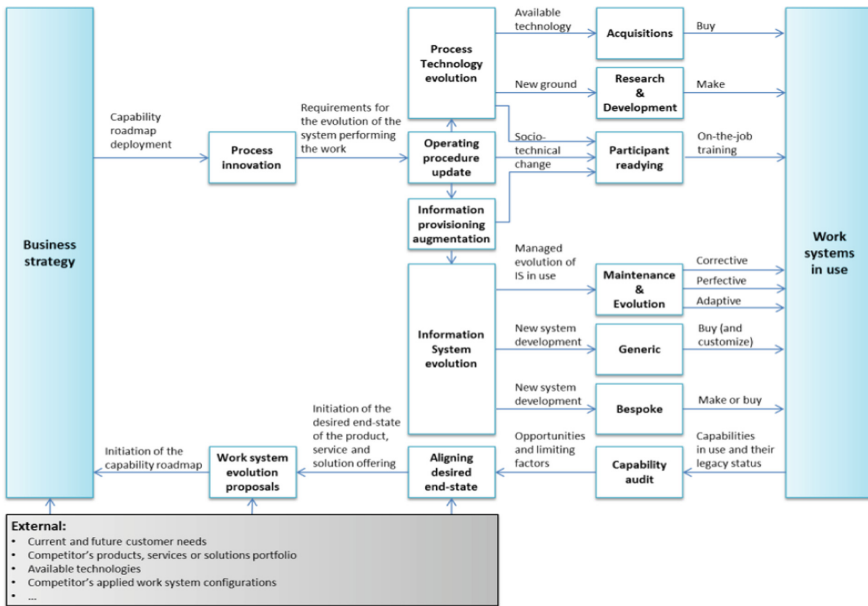 Business
strategy
Capability
roadmap
deployment
Process
innovation
Requirements for
the evolution of the
system performing
the work
Process
Technology
evolution
Operating
procedure
update
Information
provisioning
augmentation
Information
System
evolution
Available
technology
New ground
Socio-
technical
change
Managed
evolution of
IS in use
New system
development
New system
development
Acquisitions
Research
&
Development
Participant
readying
Maintenance
&
Evolution
Generic
Bespoke
Buy
Make
On-the-job
training
Corrective
Perfective
Adaptive
Buy (and
customize)
Make or buy
Work
systems
in use
Capabilities
in use and their
legacy status
Capability
audit
Opportunities
and limiting
factors
Aligning
desired
end-state
Initiation of the
desired end-state
of the product,
service and
solution offering
Work system
evolution
proposals
Initiation of the
capability roadmap
External:
• Current and future customer needs
• Competitor's products, services or solutions portfolio
• Available technologies
• Competitor's applied work system configurations
• ...